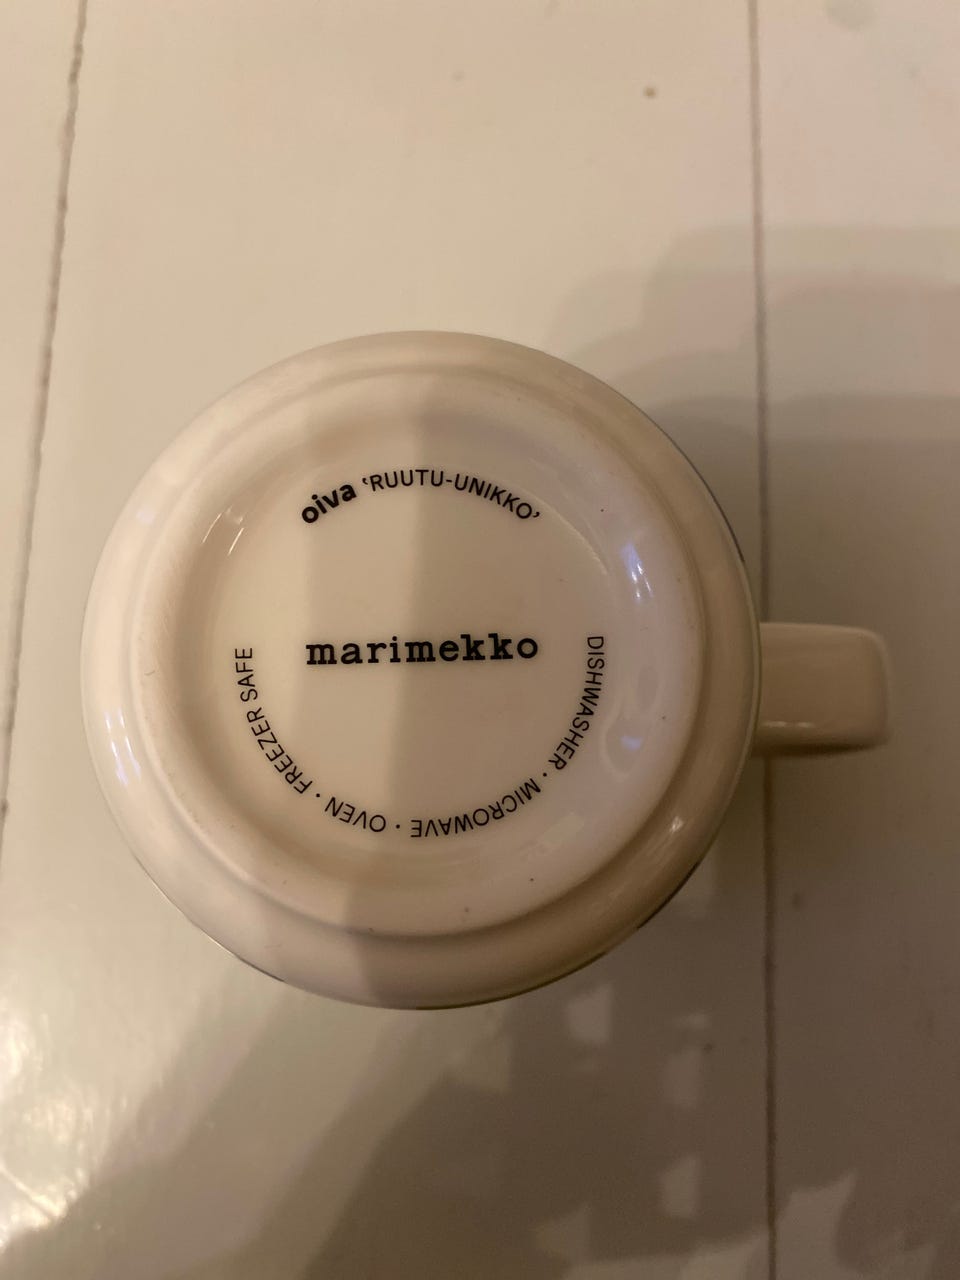 oiva 'RUUTU-UNIKKO'
marimekko
DISHWASHER · MICROWAVE · OVEN · FREEZER SAFE